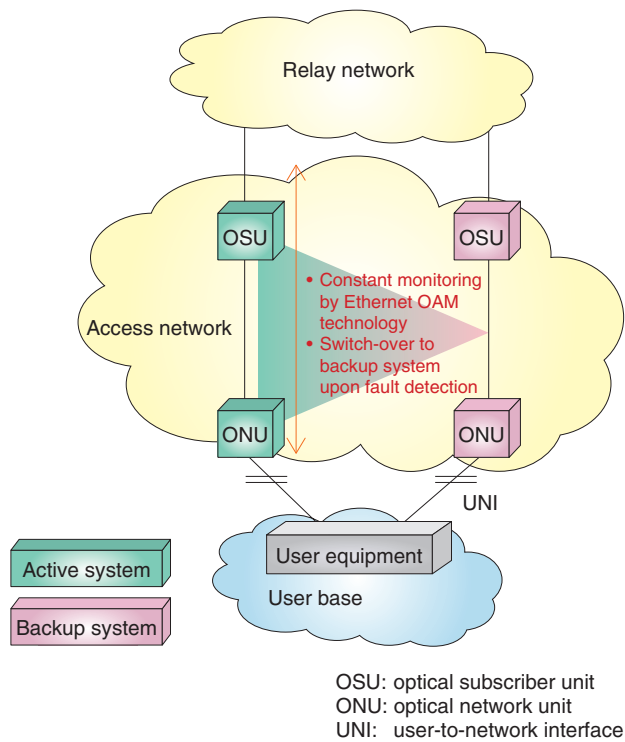 Relay network
OSU
OSU
• Constant monitoring
by Ethernet OAM
technology
• Switch-over to
backup system
upon fault detection
Access network
ONU
ONU
UNI
User equipment
User base
Active system
Backup system
OSU: optical subscriber unit
ONU: optical network unit
UNI: user-to-network interface